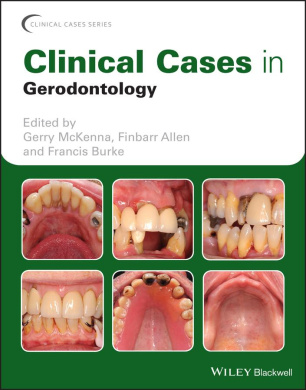 CLINICAL CASES SERIES
Clinical Cases in
Gerodontology
Edited by
Gerry McKenna, Finbarr Allen
and Francis Burke
WILEY Blackwell